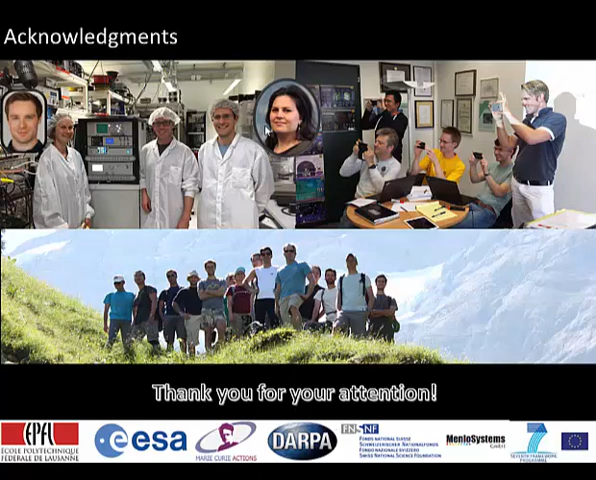 Acknowledgments
Thank you for your attention!
EPFL
ÉCOLE POLYTECHNIQUE
FÉDÉRALE DE LAUSANNE
esa
MARIE CURIE ACTIONS
DARPA
FNSNF
FONDS NATIONAL SUISSE
SCHWEIZERISCHER NATIONALFONDS
FONDO NAZIONALE SVIZZERO
SWISS NATIONAL SCIENCE FOUNDATION
MenloSystems
GmbH
7
SEVENTH FRAMEWORK
PROGRAMME